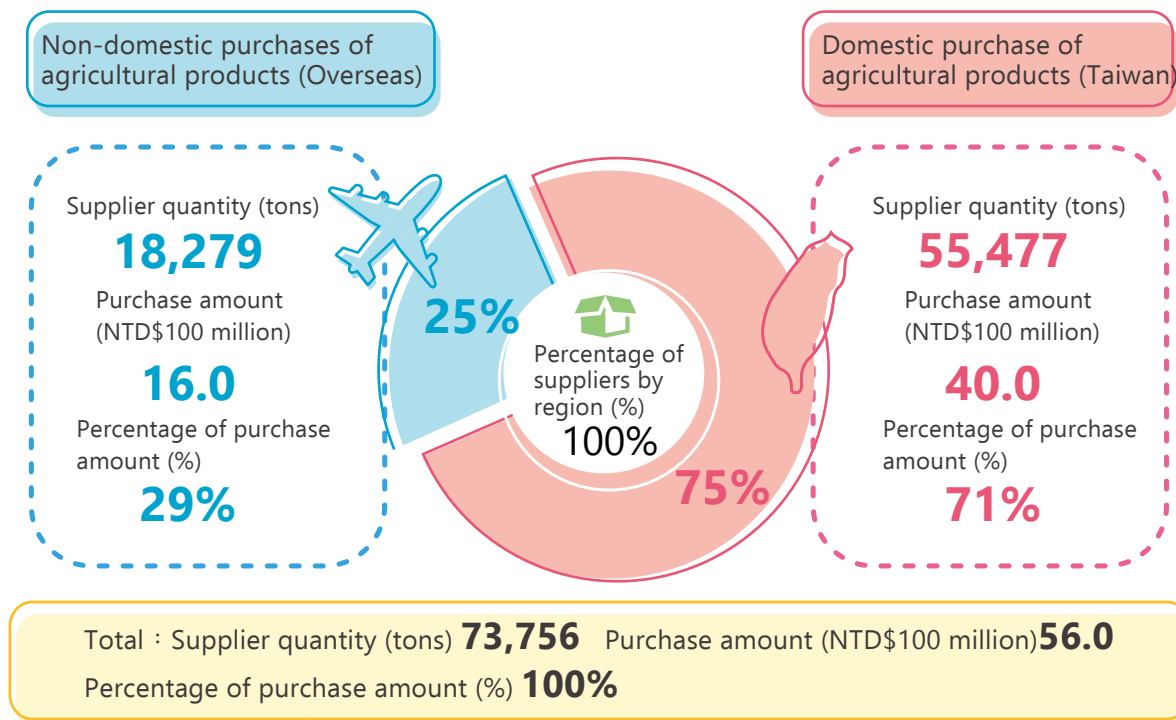 Non-domestic purchases of
agricultural products (Overseas)
Domestic purchase of
agricultural products (Taiwan)
Supplier quantity (tons)
18,279
Purchase amount
(NTD$100 million)
16.0
Percentage of purchase
amount (%)
29%
25%
Percentage of
suppliers by
region (%)
100%
75%
Supplier quantity (tons)
55,477
Purchase amount
(NTD$100 million)
40.0
Percentage of purchase
amount (%)
71%
Total：Supplier quantity (tons) 73,756 Purchase amount (NTD$100 million)56.0
Percentage of purchase amount (%) 100%